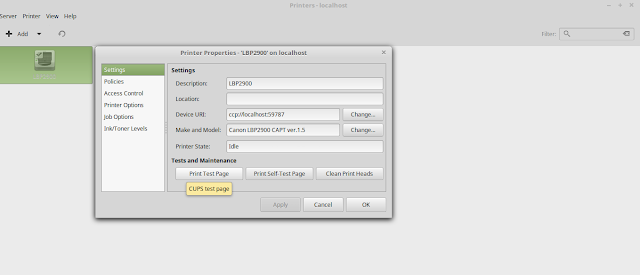 Printers - localhost
Server Printer View Help
Add Filter:
Printer Properties - 'LBP2900' on localhost
Settings
Policies
Access Control
Printer Options
Job Options
Ink/Toner Levels
Settings
Description: LBP2900
Location:
Device URI: ccp://localhost:59787 Change...
Make and Model: Canon LBP2900 CAPT ver.1.5 Change...
Printer State: Idle
Tests and Maintenance
Print Test Page Print Self-Test Page Clean Print Heads
CUPS test page
Apply Cancel OK